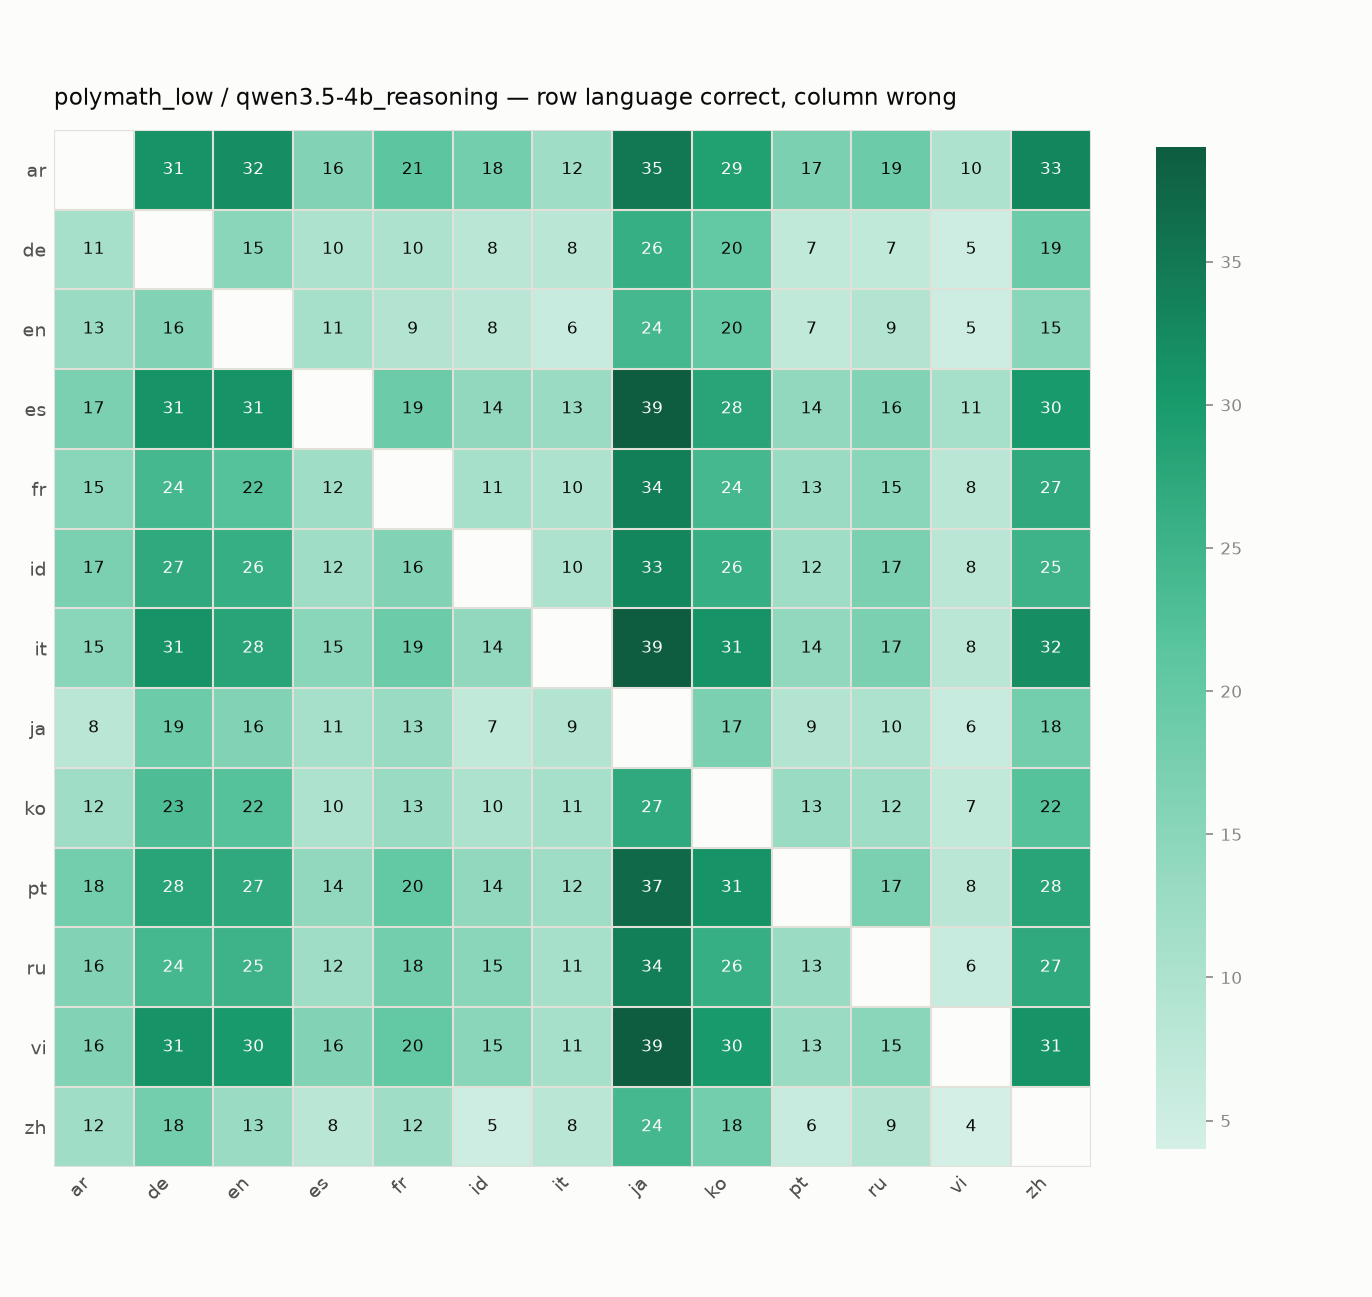 polymath_low / qwen3.5-4b_reasoning — row language correct, column wrong
ar 31 32 16 21 18 12 35 29 17 19 10 33
de 11 15 10 10 8 8 26 20 7 7 5 19
en 13 16 11 9 8 6 24 20 7 9 5 15
es 17 31 31 19 14 13 39 28 14 16 11 30
fr 15 24 22 12 11 10 34 24 13 15 8 27
id 17 27 26 12 16 10 33 26 12 17 8 25
it 15 31 28 15 19 14 39 31 14 17 8 32
ja 8 19 16 11 13 7 9 17 9 10 6 18
ko 12 23 22 10 13 10 11 27 13 12 7 22
pt 18 28 27 14 20 14 12 37 31 17 8 28
ru 16 24 25 12 18 15 11 34 26 13 6 27
vi 16 31 30 16 20 15 11 39 30 13 15 31
zh 12 18 13 8 12 5 8 24 18 6 9 4
ar de en es fr id it ja ko pt ru vi zh
35
30
25
20
15
10
5